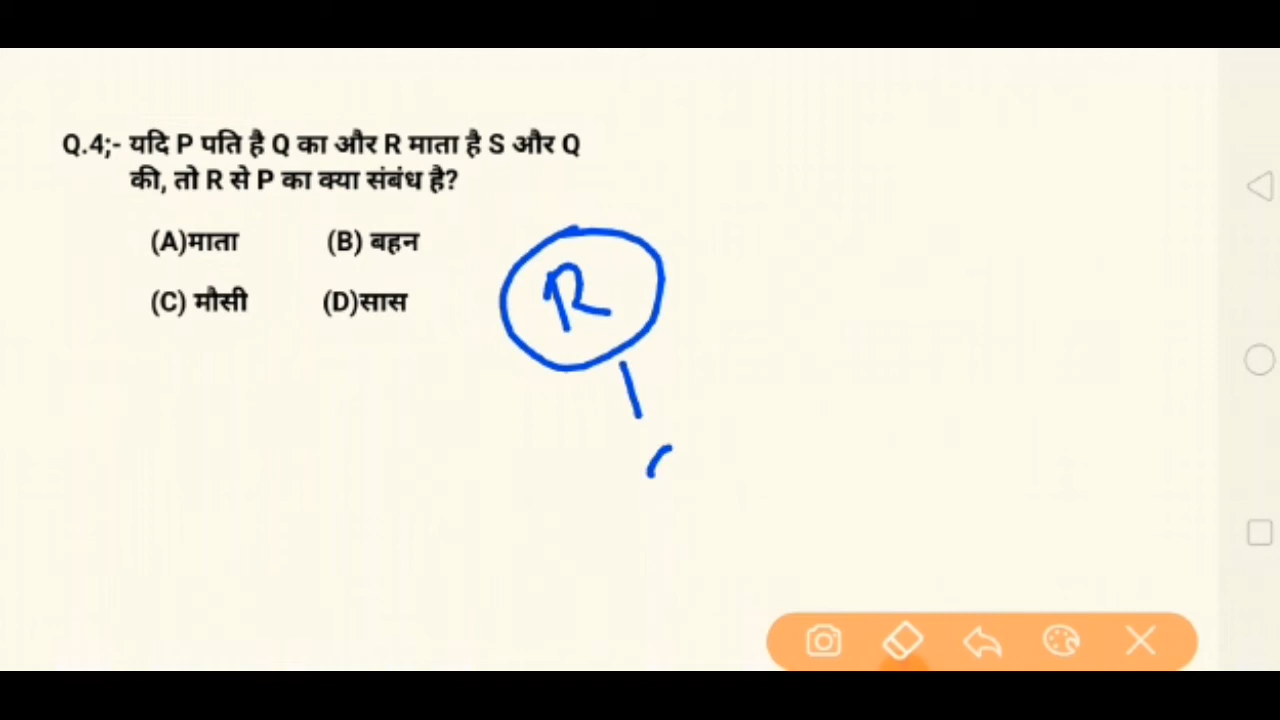 Q.4;- यदि P पति है Q का और R माता है S और Q
की, तो R से P का क्या संबंध है?
(A)माता (B) बहन
(C) मौसी (D)सास
R